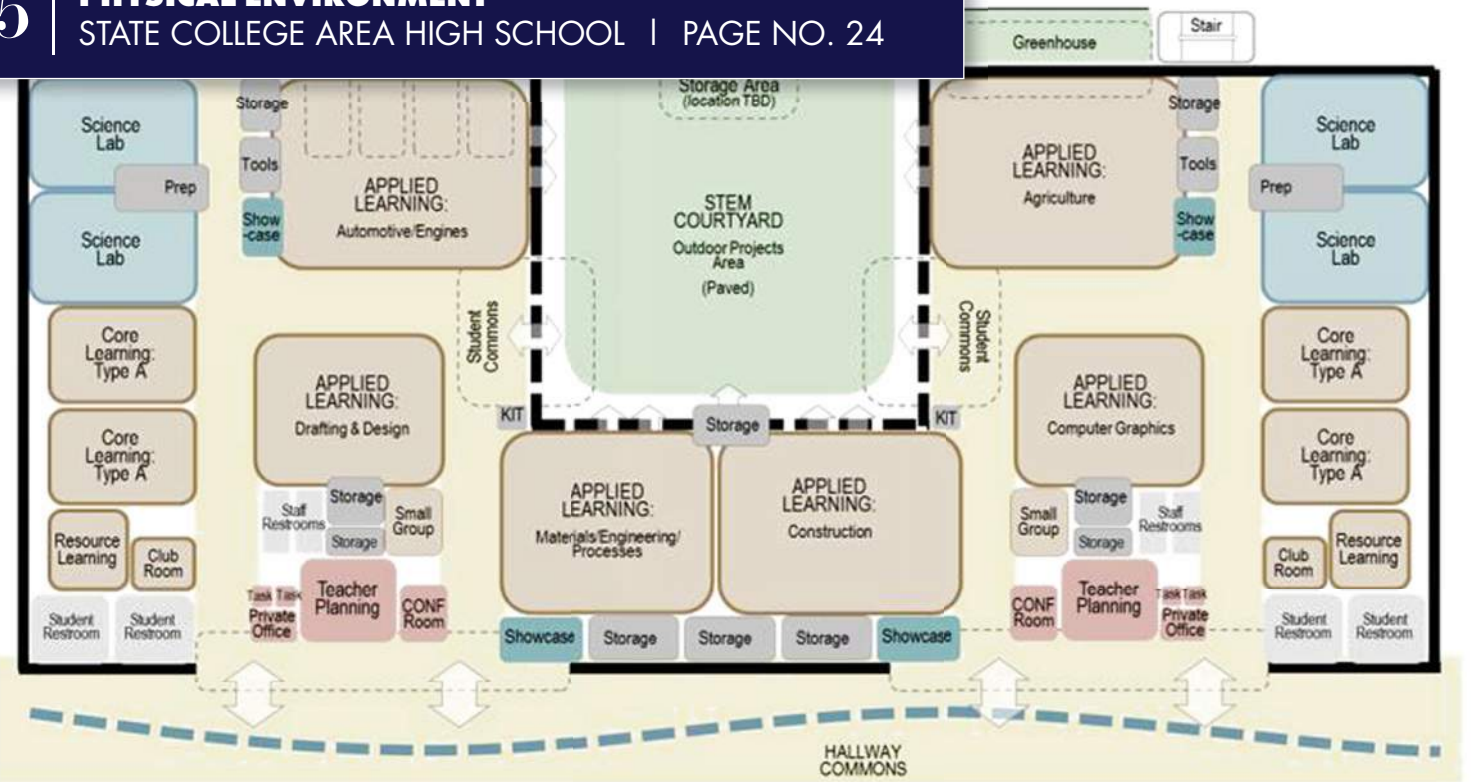 5
PHYSICAL ENVIRONMENT
STATE COLLEGE AREA HIGH SCHOOL | PAGE NO. 24
Greenhouse
Stair
Science
Lab
Prep
Science
Lab
Core
Learning:
Type A
Core
Learning:
Type A
Resource
Learning
Club
Room
Student
Restroom
Student
Restroom
Storage
Tools
Show
-case
APPLIED
LEARNING:
Automotive/Engines
Student
Commons
KIT
APPLIED
LEARNING:
Drafting & Design
Staff
Restrooms
Storage
Storage
Small
Group
Task
Task
Private
Office
Teacher
Planning
CONF
Room
Storage Area
(location TBD)
STEM
COURTYARD
Outdoor Projects
Area
(Paved)
Storage
APPLIED
LEARNING:
Materials/Engineering/
Processes
APPLIED
LEARNING:
Construction
Showcase
Storage
Storage
Storage
Showcase
APPLIED
LEARNING:
Agriculture
Storage
Tools
Show
-case
Student
Commons
KIT
APPLIED
LEARNING:
Computer Graphics
Small
Group
Storage
Storage
Staff
Restrooms
CONF
Room
Teacher
Planning
Task
Task
Private
Office
Science
Lab
Prep
Science
Lab
Core
Learning:
Type A
Core
Learning:
Type A
Club
Room
Resource
Learning
Student
Restroom
Student
Restroom
HALLWAY
COMMONS